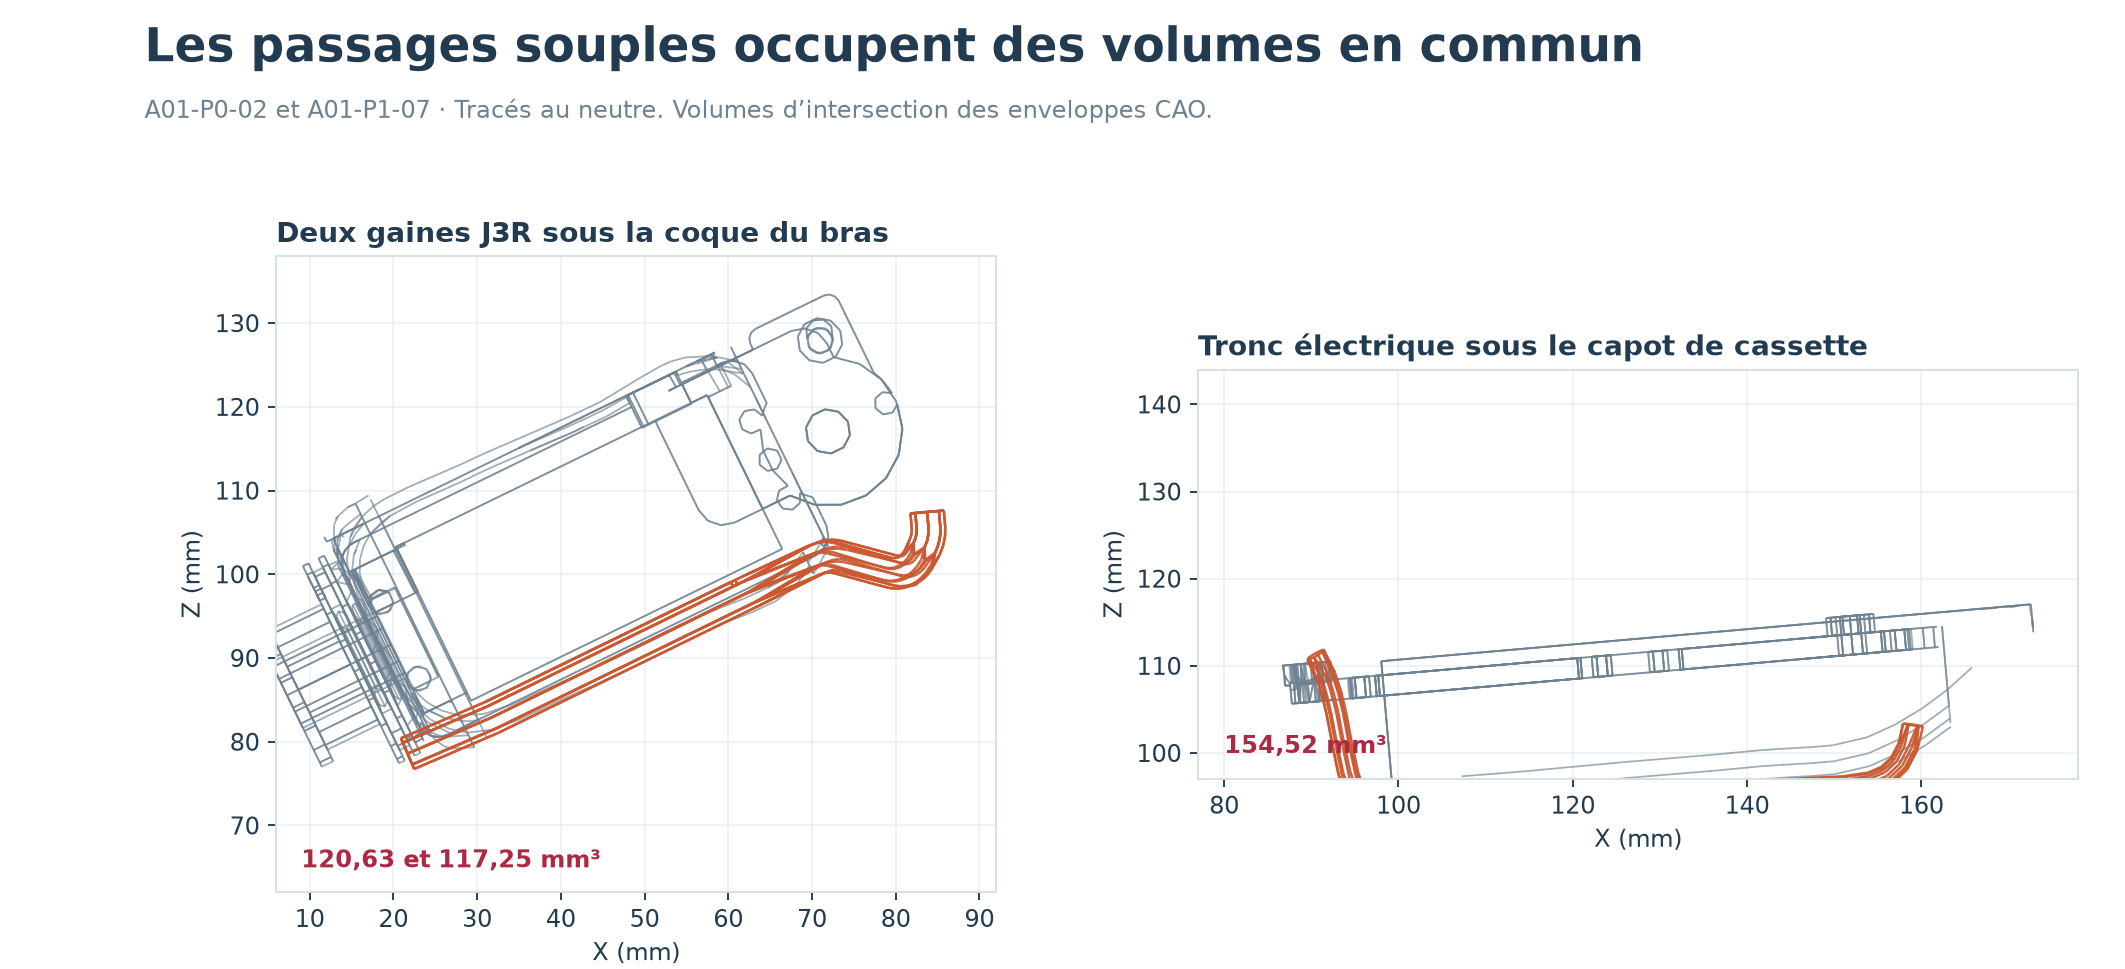 Les passages souples occupent des volumes en commun
A01-P0-02 et A01-P1-07 · Tracés au neutre. Volumes d’intersection des enveloppes CAO.
Deux gaines J3R sous la coque du bras
130
120
110
100
90
80
70
Z (mm)
120,63 et 117,25 mm³
10 20 30 40 50 60 70 80 90
X (mm)
Tronc électrique sous le capot de cassette
140
130
120
110
100
Z (mm)
154,52 mm³
80 100 120 140 160
X (mm)